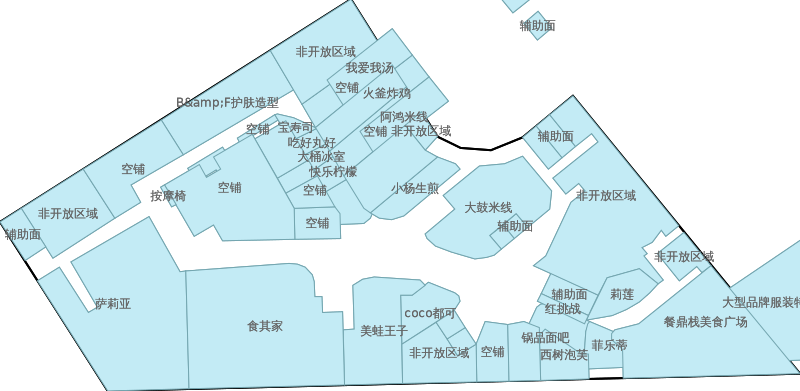 辅助面
非开放区域
我爱我汤
空铺
火釜炸鸡
B&amp;F护肤造型
阿鸿米线
空铺
宝寿司
空铺
非开放区域
辅助面
吃好丸好
大桶冰室
空铺
快乐柠檬
按摩椅
空铺
空铺
小杨生煎
非开放区域
大鼓米线
非开放区域
空铺
辅助面
辅助面
非开放区域
辅助面
莉莲
萨莉亚
红挑战
大型品牌服装特
coco都可
食其家
美蛙王子
餐鼎栈美食广场
锅品面吧
菲乐蒂
非开放区域
空铺
西树泡芙